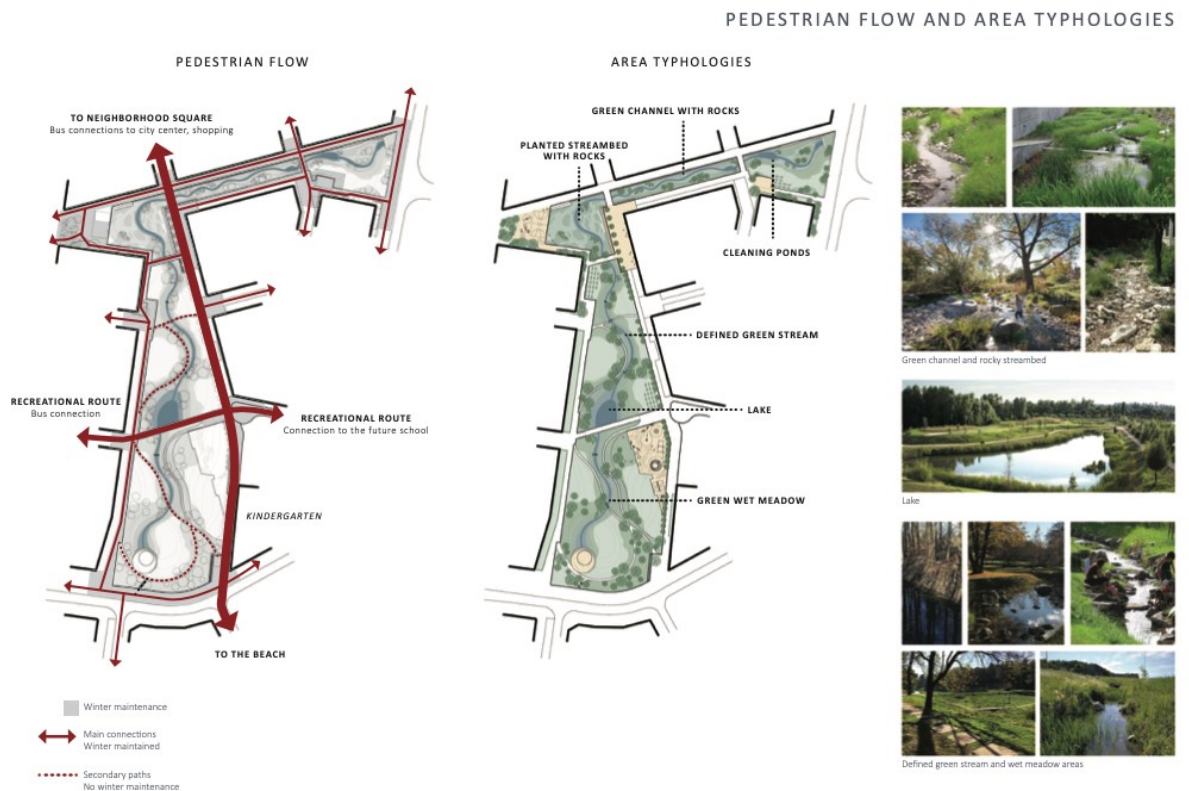 PEDESTRIAN FLOW AND AREA TYPHOLOGIES
PEDESTRIAN FLOW
TO NEIGHBORHOOD SQUARE
Bus connections to city center, shopping
RECREATIONAL ROUTE
Bus connection
RECREATIONAL ROUTE
Connection to the future school
KINDERGARTEN
TO THE BEACH
Winter maintenance
Main connections
Winter maintained
Secondary paths
No winter maintenance
AREA TYPHOLOGIES
GREEN CHANNEL WITH ROCKS
PLANTED STREAMBED
WITH ROCKS
CLEANING PONDS
DEFINED GREEN STREAM
LAKE
GREEN WET MEADOW
Green channel and rocky streambed
Lake
Defined green stream and wet meadow areas